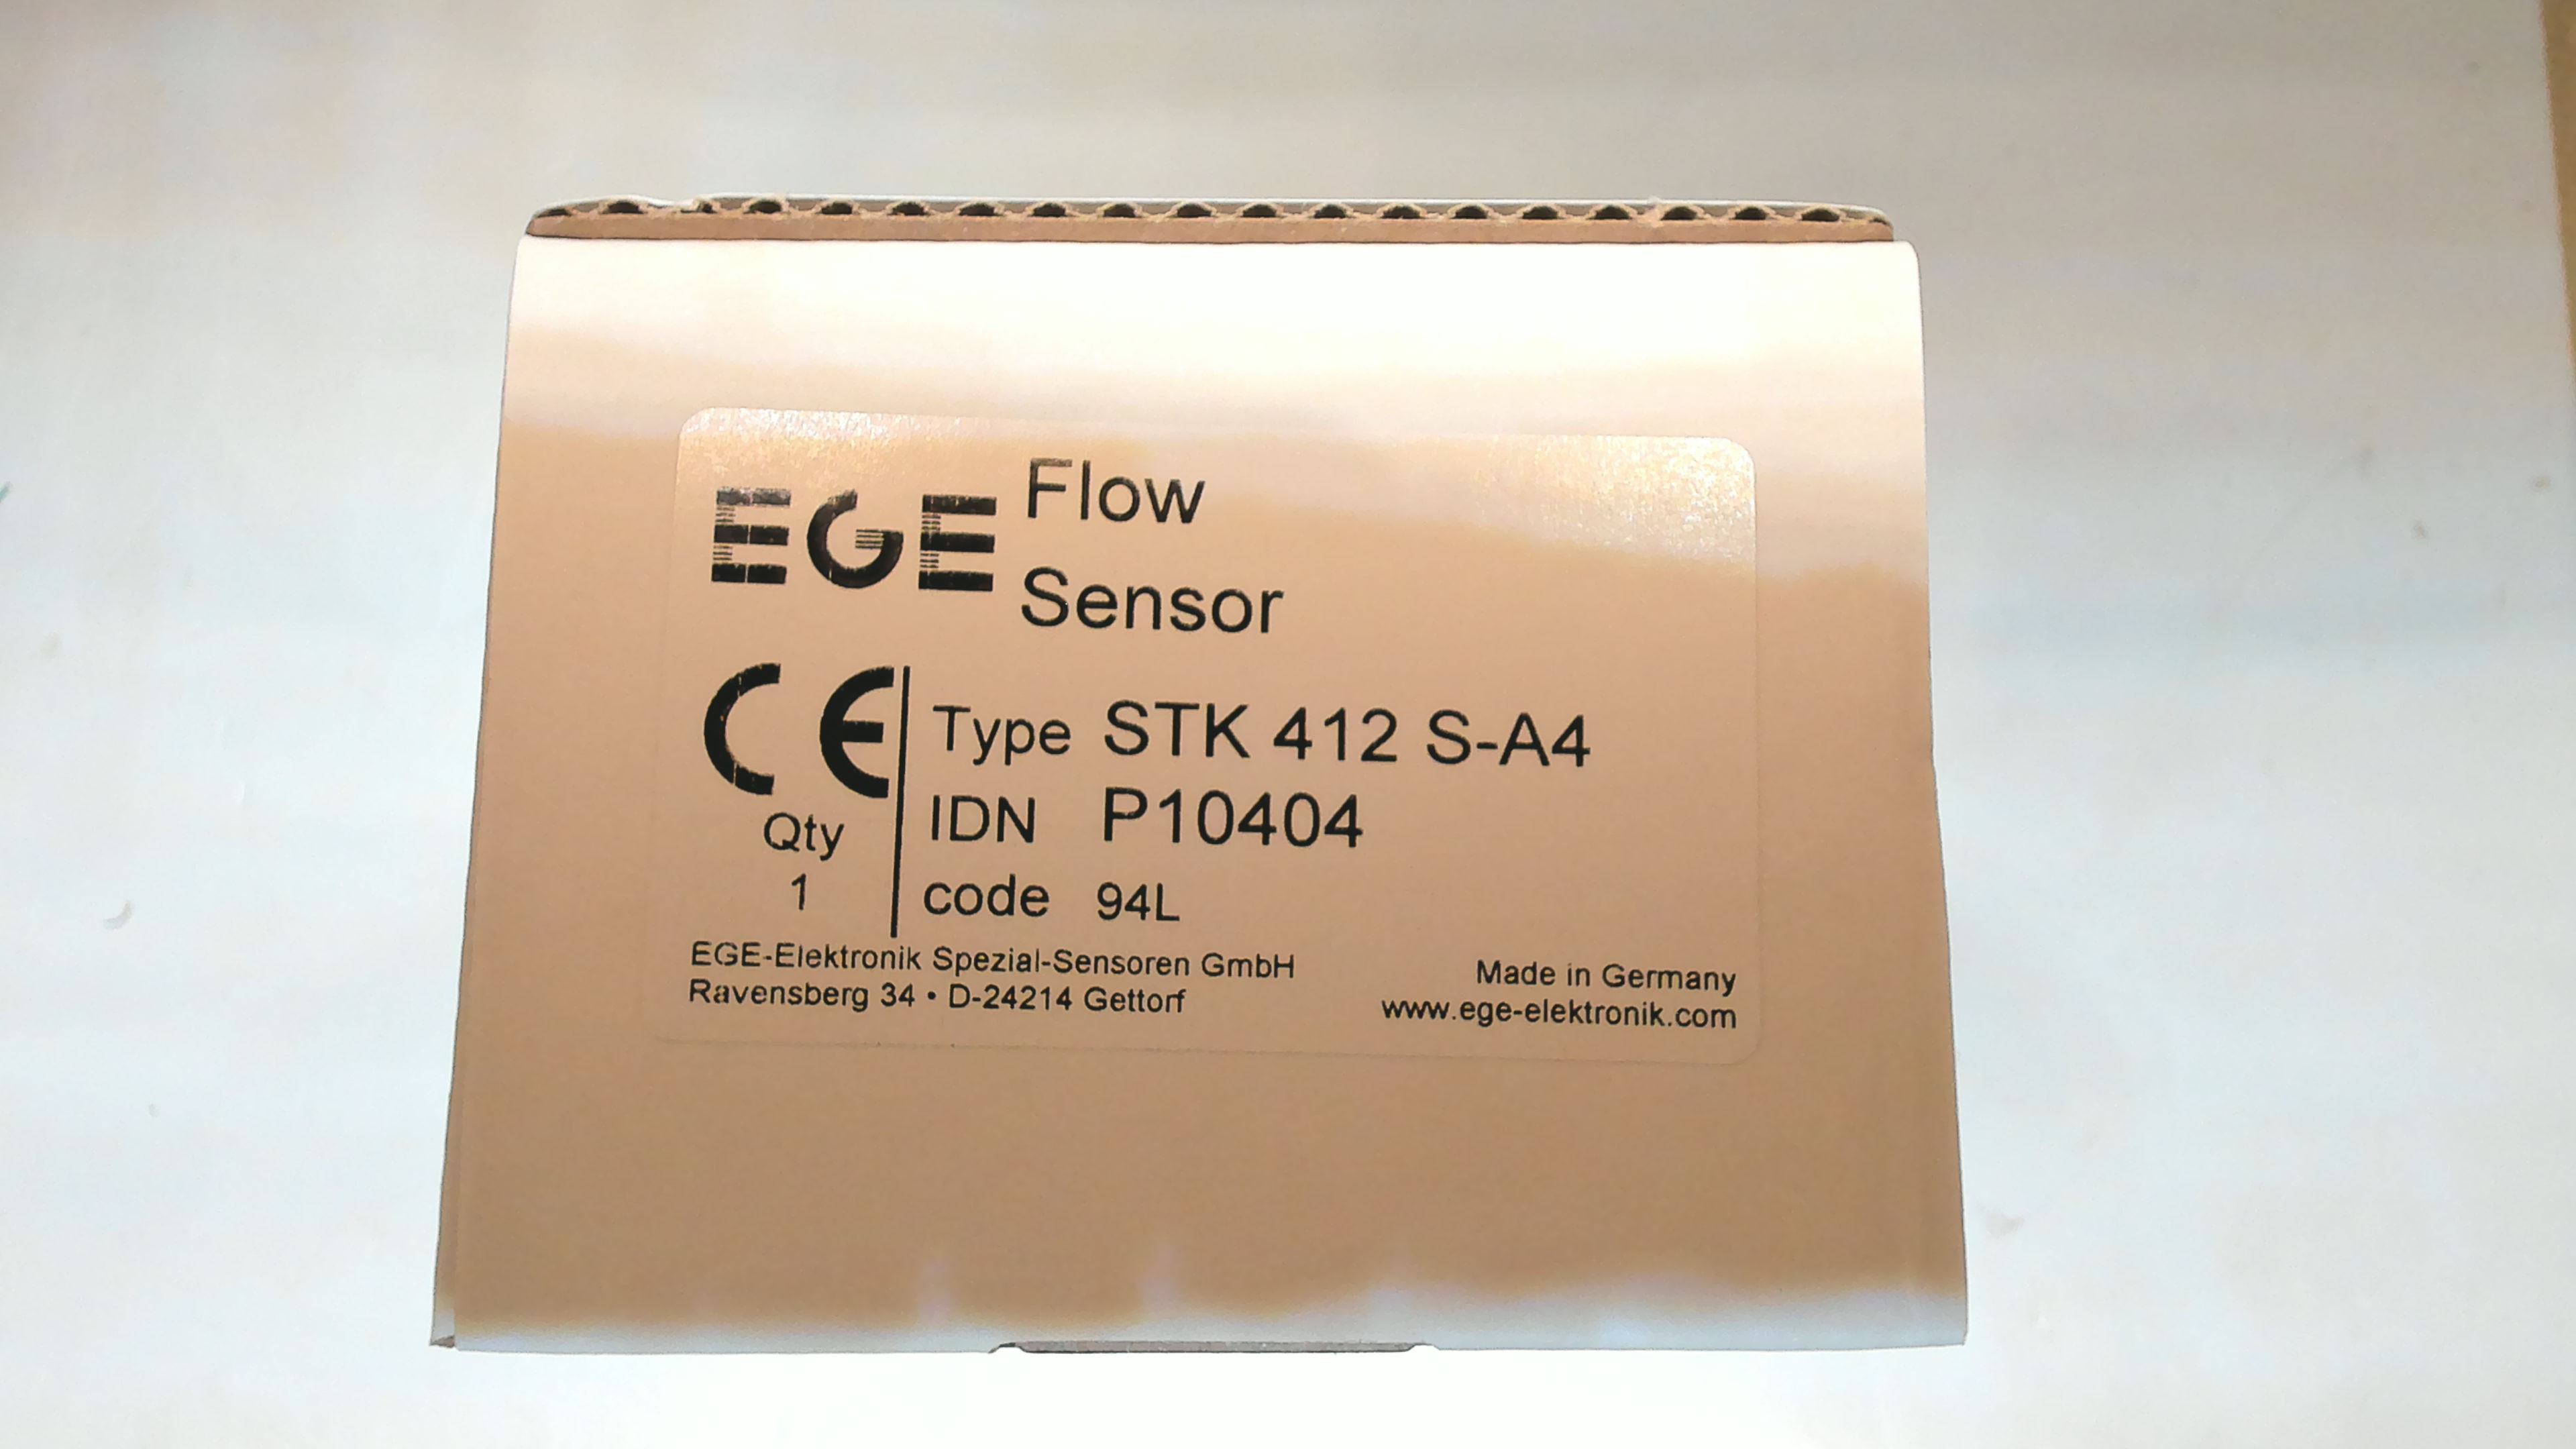 EGE Flow
Sensor
CE
Type STK 412 S-A4
IDN P10404
Qty
code 94L
1
EGE-Elektronik Spezial-Sensoren GmbH
Ravensberg 34 • D-24214 Gettorf
Made in Germany
www.ege-elektronik.com